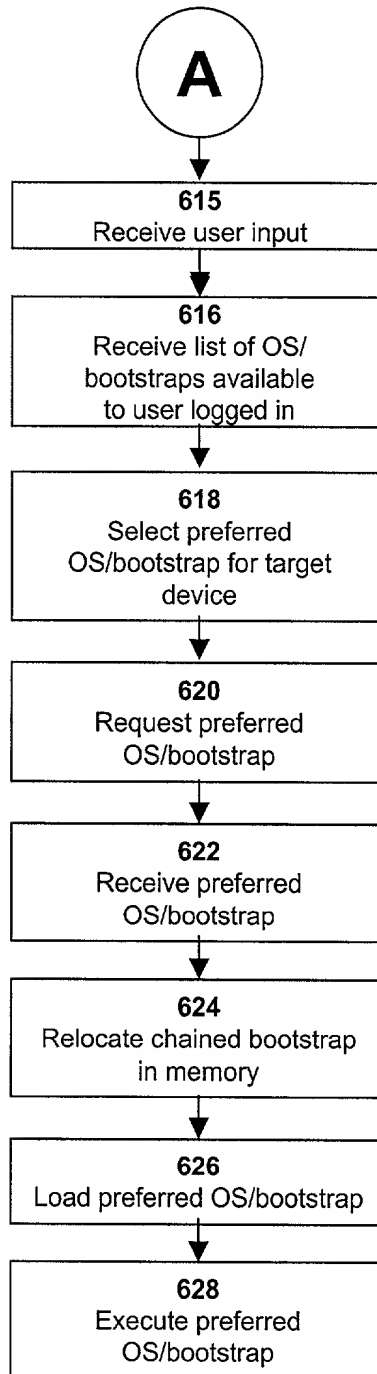 A
615
Receive user input
616
Receive list of OS/
bootstraps available
to user logged in
618
Select preferred
OS/bootstrap for target
device
620
Request preferred
OS/bootstrap
622
Receive preferred
OS/bootstrap
624
Relocate chained bootstrap
in memory
626
Load preferred OS/bootstrap
628
Execute preferred
OS/bootstrap